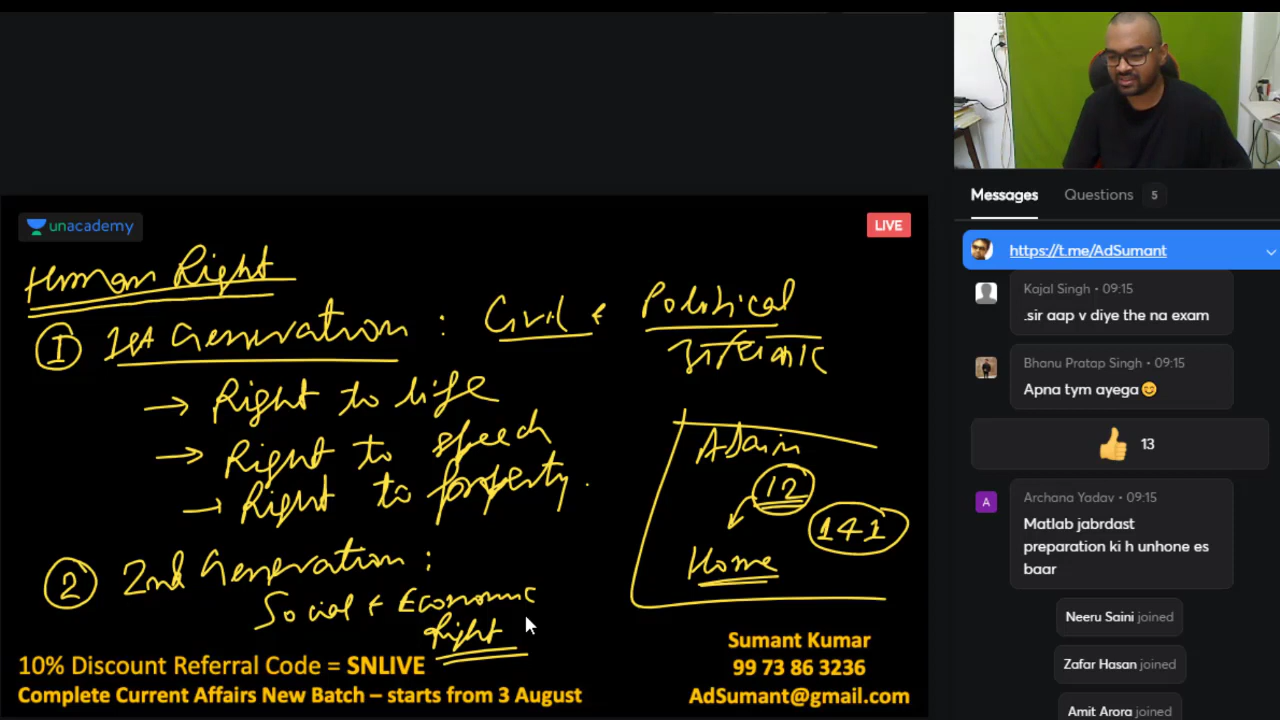 unacademy
LIVE
Human Right
① 1st Generation : Civil & Political
अधिकार
→ Right to life
→ Right to speech
→ Right to property.
12
141
Home
② 2nd Generation :
Social & Economic
Right
10% Discount Referral Code = SNLIVE
Complete Current Affairs New Batch – starts from 3 August
Sumant Kumar
99 73 86 3236
AdSumant@gmail.com
Messages
Questions 5
https://t.me/AdSumant
Kajal Singh • 09:15
.sir aap v diye the na exam
Bhanu Pratap Singh • 09:15
Apna tym ayega😊
👍 13
A
Archana Yadav • 09:15
Matlab jabrdast
preparation ki h unhone es
baar
Neeru Saini joined
Zafar Hasan joined
Amit Arora joined